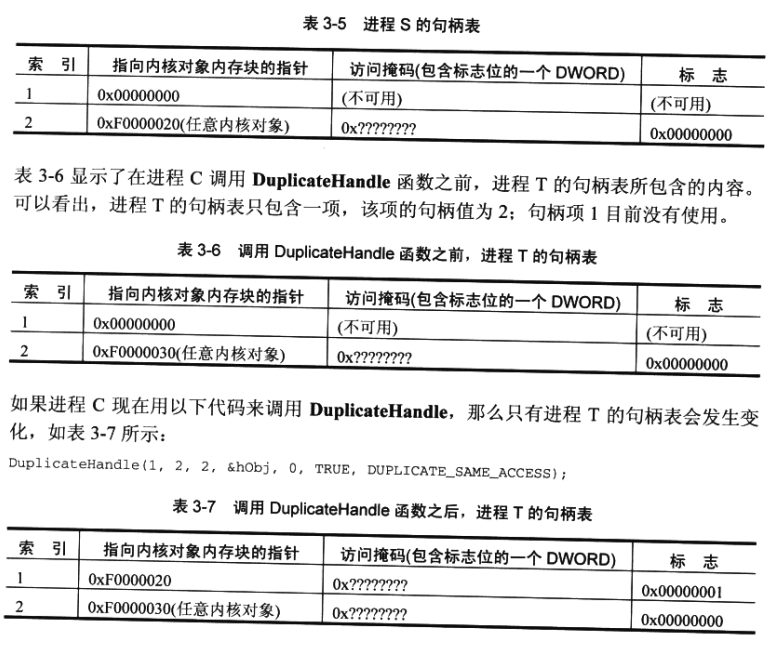 表 3-5 进程 S 的句柄表
索 引 指向内核对象内存块的指针 访问掩码(包含标志位的一个 DWORD) 标 志
1 0x00000000 (不可用) (不可用)
2 0xF0000020(任意内核对象) 0x???????? 0x00000000
表 3-6 显示了在进程 C 调用 DuplicateHandle 函数之前，进程 T 的句柄表所包含的内容。
可以看出，进程 T 的句柄表只包含一项，该项的句柄值为 2；句柄项 1 目前没有使用。
表 3-6 调用 DuplicateHandle 函数之前，进程 T 的句柄表
索 引 指向内核对象内存块的指针 访问掩码(包含标志位的一个 DWORD) 标 志
1 0x00000000 (不可用) (不可用)
2 0xF0000030(任意内核对象) 0x???????? 0x00000000
如果进程 C 现在用以下代码来调用 DuplicateHandle，那么只有进程 T 的句柄表会发生变
化，如表 3-7 所示：
DuplicateHandle(1, 2, 2, &hObj, 0, TRUE, DUPLICATE_SAME_ACCESS);
表 3-7 调用 DuplicateHandle 函数之后，进程 T 的句柄表
索 引 指向内核对象内存块的指针 访问掩码(包含标志位的一个 DWORD) 标 志
1 0xF0000020 0x???????? 0x00000001
2 0xF0000030(任意内核对象) 0x???????? 0x00000000